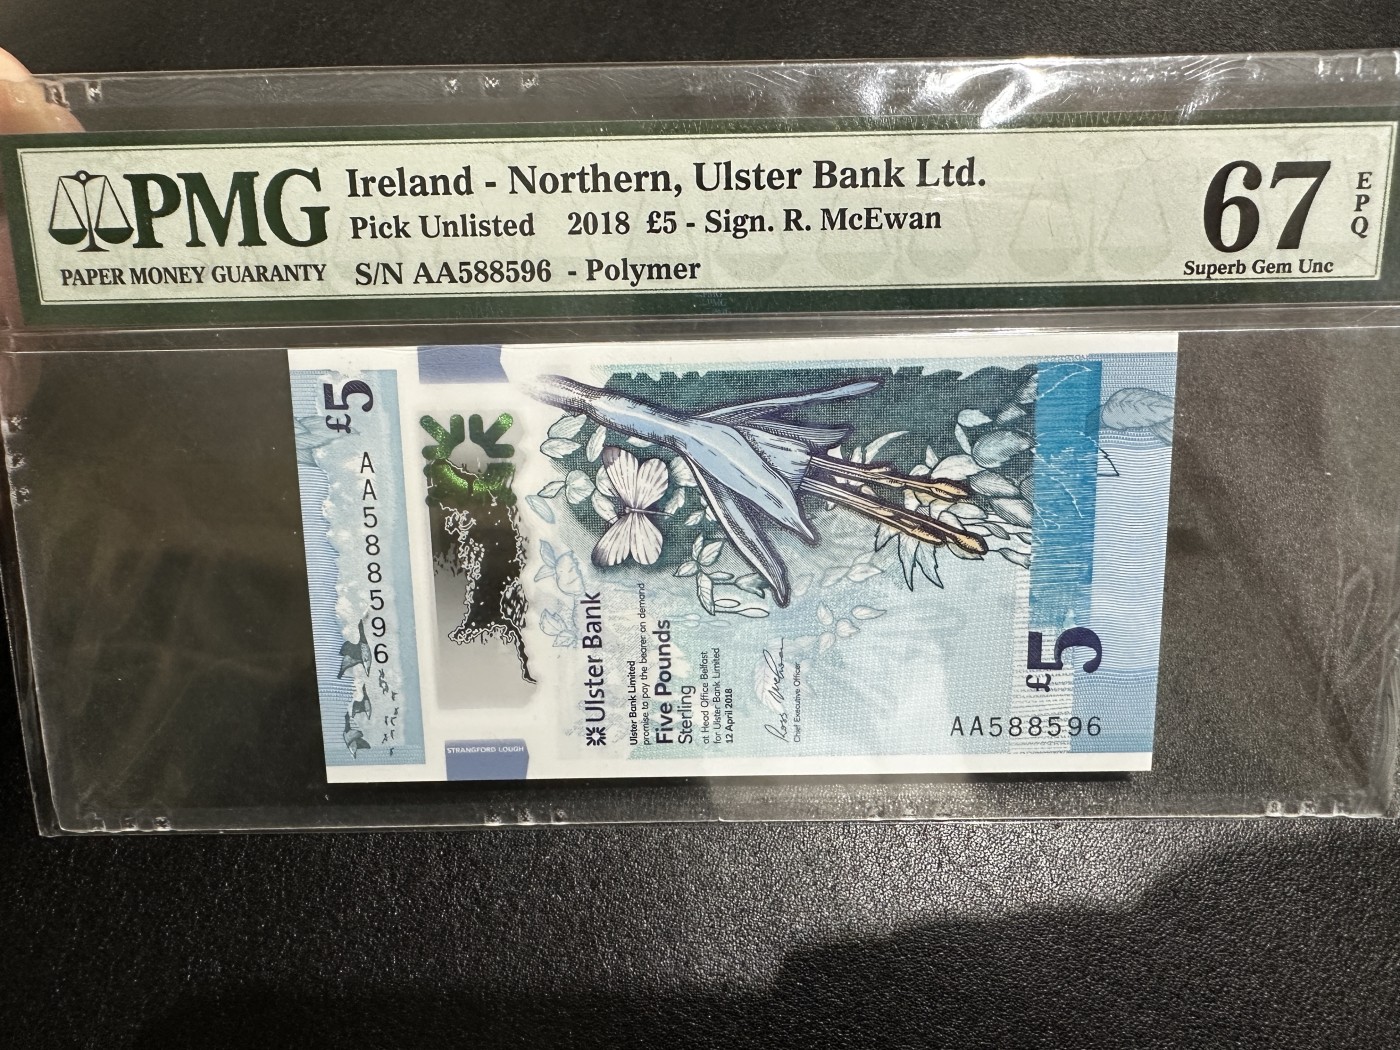 PMG
PAPER MONEY GUARANTY
Ireland - Northern, Ulster Bank Ltd.
Pick Unlisted 2018 £5 - Sign. R. McEwan
S/N AA588596 - Polymer
67
EPQ
Superb Gem Unc
£5
AA588596
STRANGFORD LOUGH
Ulster Bank
Ulster Bank Limited
promise to pay the bearer on demand
Five Pounds
Sterling
at Head Office Belfast
for Ulster Bank Limited
12 April 2018
Chief Executive Officer
£5
AA588596